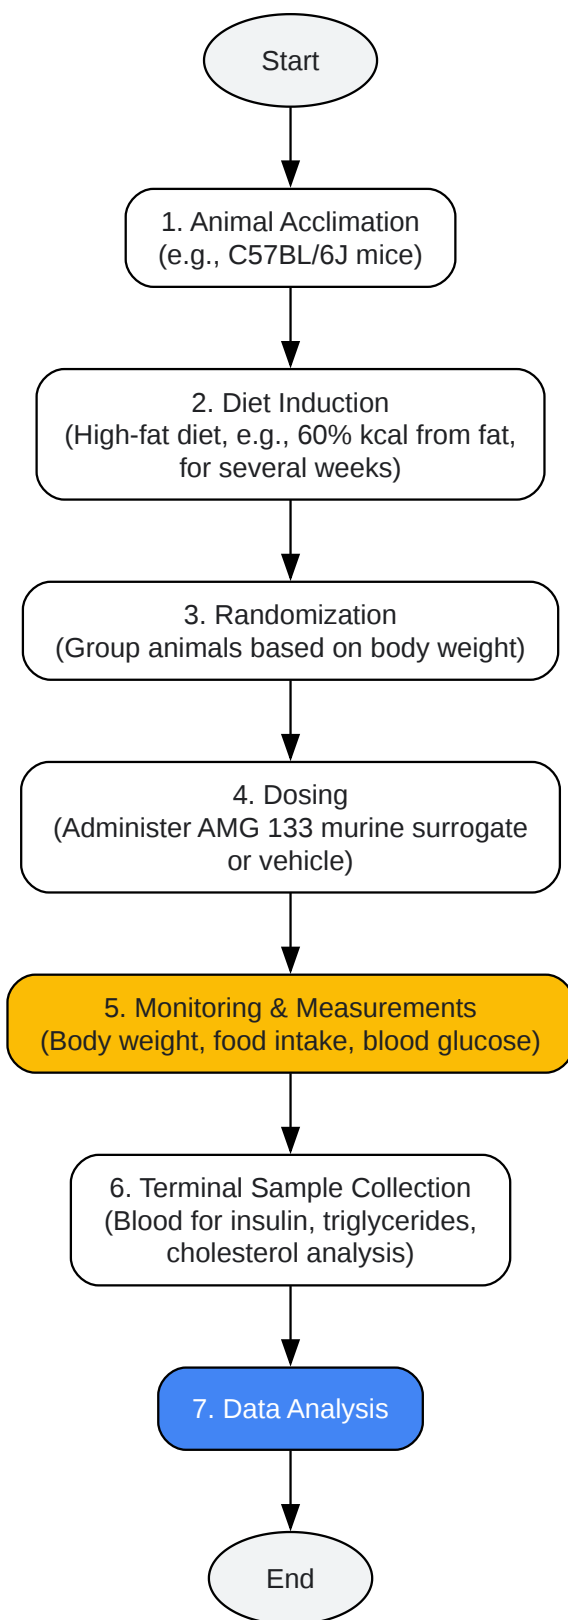 Start
1. Animal Acclimation
(e.g., C57BL/6J mice)
2. Diet Induction
(High-fat diet, e.g., 60% kcal from fat,
for several weeks)
3. Randomization
(Group animals based on body weight)
4. Dosing
(Administer AMG 133 murine surrogate
or vehicle)
5. Monitoring & Measurements
(Body weight, food intake, blood glucose)
6. Terminal Sample Collection
(Blood for insulin, triglycerides,
cholesterol analysis)
7. Data Analysis
End